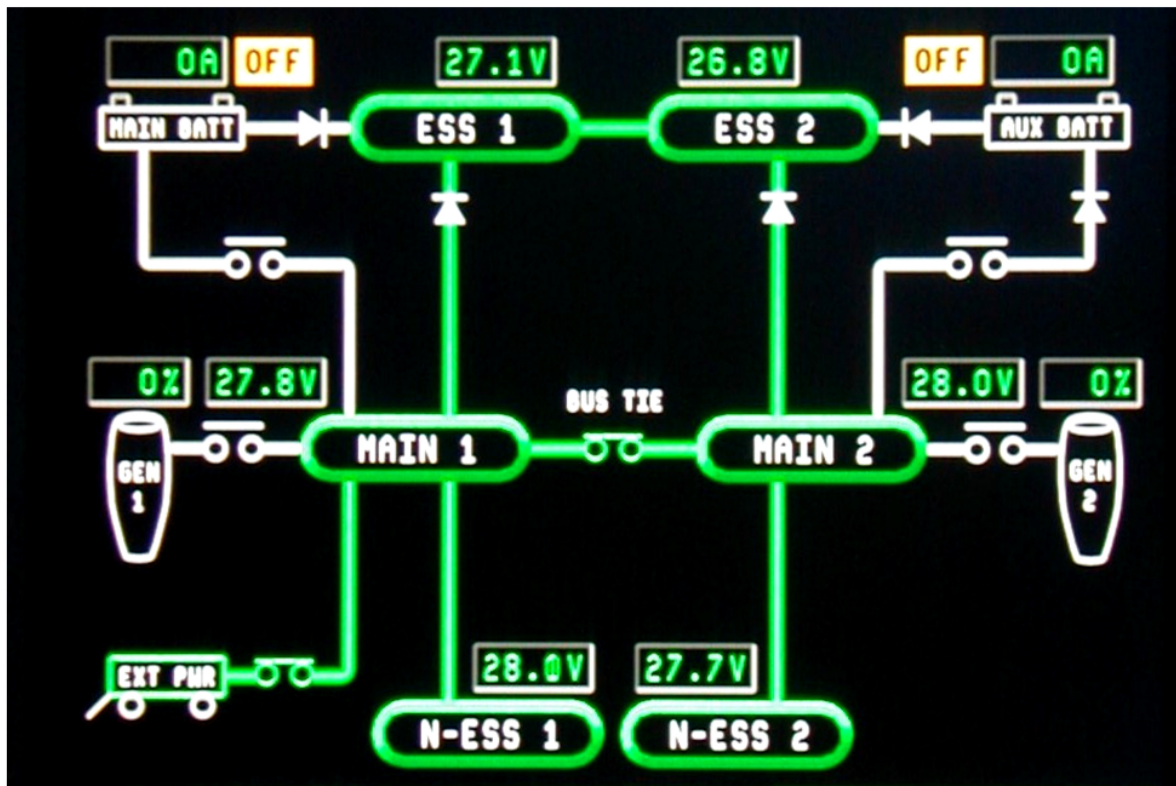 0A OFF 27.1V 26.8V OFF 0A
MAIN BATT ESS 1 ESS 2 AUX BATT
0% 27.8V BUS TIE 28.0V 0%
GEN 1 MAIN 1 MAIN 2 GEN 2
EXT PWR 28.0V 27.7V
N-ESS 1 N-ESS 2